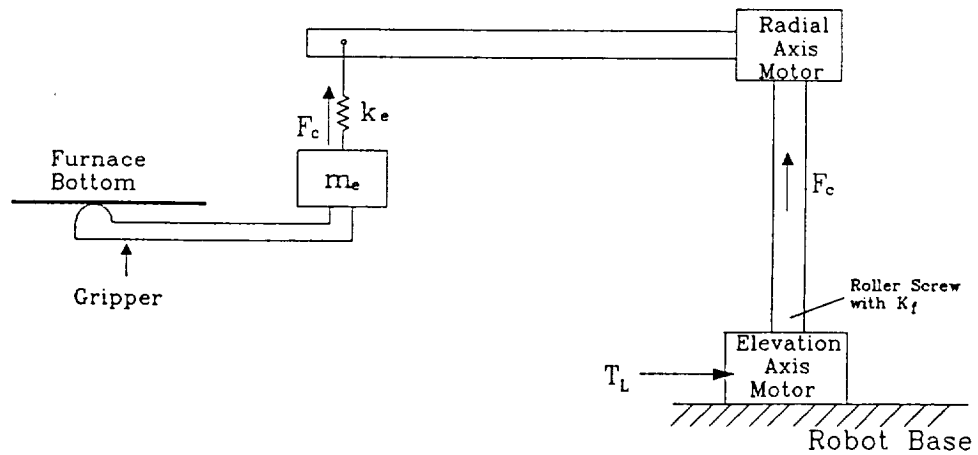 Radial
Axis
Motor
k_e
F_c
m_e
Furnace
Bottom
Gripper
F_c
Roller Screw
with K_f
Elevation
Axis
Motor
T_L
Robot Base